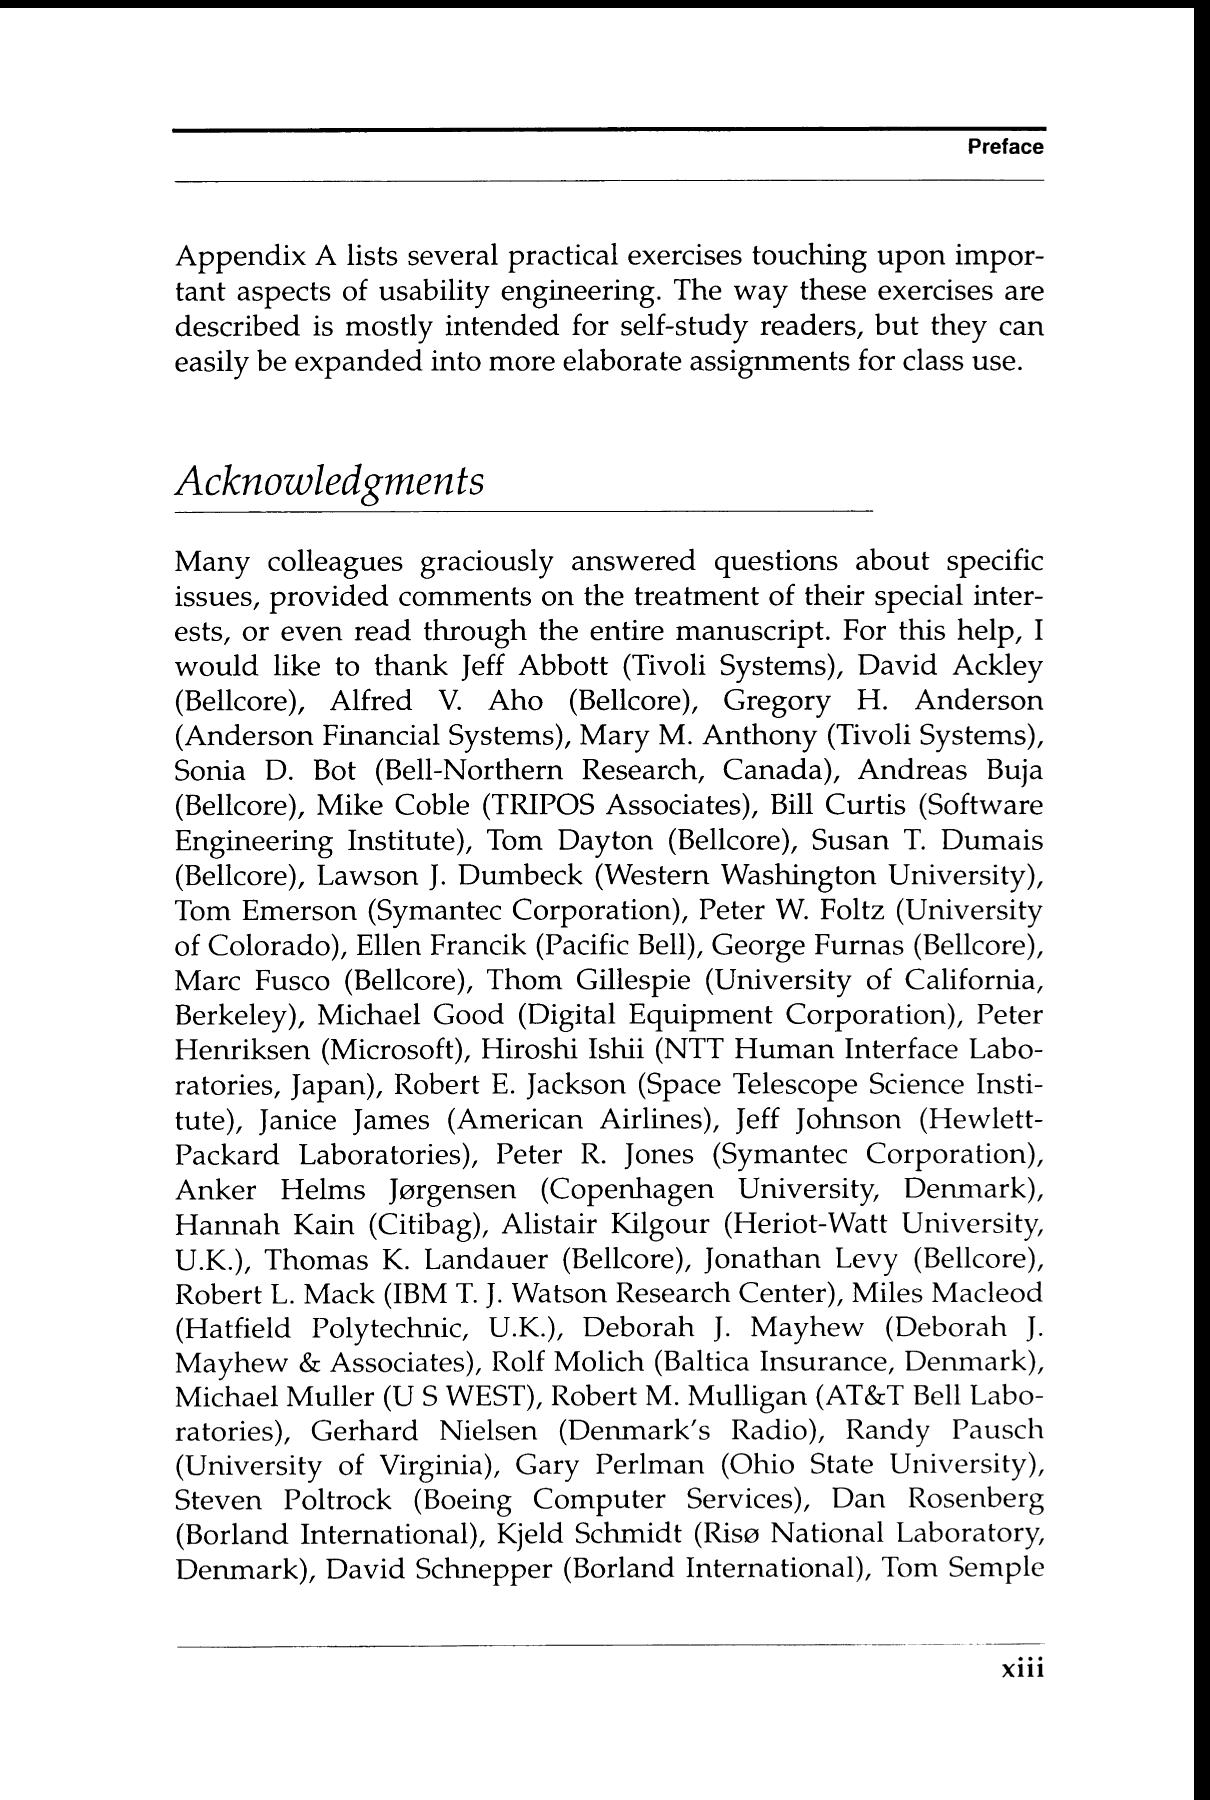 Preface
Appendix A lists several practical exercises touching upon impor-
tant aspects of usability engineering. The way these exercises are
described is mostly intended for self-study readers, but they can
easily be expanded into more elaborate assignments for class use.
Acknowledgments
Many colleagues graciously answered questions about specific
issues, provided comments on the treatment of their special inter-
ests, or even read through the entire manuscript. For this help, I
would like to thank Jeff Abbott (Tivoli Systems), David Ackley
(Bellcore), Alfred V. Aho (Bellcore), Gregory H. Anderson
(Anderson Financial Systems), Mary M. Anthony (Tivoli Systems),
Sonia D. Bot (Bell-Northern Research, Canada), Andreas Buja
(Bellcore), Mike Coble (TRIPOS Associates), Bill Curtis (Software
Engineering Institute), Tom Dayton (Bellcore), Susan T. Dumais
(Bellcore), Lawson J. Dumbeck (Western Washington University),
Tom Emerson (Symantec Corporation), Peter W. Foltz (University
of Colorado), Ellen Francik (Pacific Bell), George Furnas (Bellcore),
Marc Fusco (Bellcore), Thom Gillespie (University of California,
Berkeley), Michael Good (Digital Equipment Corporation), Peter
Henriksen (Microsoft), Hiroshi Ishii (NTT Human Interface Labo-
ratories, Japan), Robert E. Jackson (Space Telescope Science Insti-
tute), Janice James (American Airlines), Jeff Johnson (Hewlett-
Packard Laboratories), Peter R. Jones (Symantec Corporation),
Anker Helms Jørgensen (Copenhagen University, Denmark),
Hannah Kain (Citibag), Alistair Kilgour (Heriot-Watt University,
U.K.), Thomas K. Landauer (Bellcore), Jonathan Levy (Bellcore),
Robert L. Mack (IBM T. J. Watson Research Center), Miles Macleod
(Hatfield Polytechnic, U.K.), Deborah J. Mayhew (Deborah J.
Mayhew & Associates), Rolf Molich (Baltica Insurance, Denmark),
Michael Muller (U S WEST), Robert M. Mulligan (AT&T Bell Labo-
ratories), Gerhard Nielsen (Denmark's Radio), Randy Pausch
(University of Virginia), Gary Perlman (Ohio State University),
Steven Poltrock (Boeing Computer Services), Dan Rosenberg
(Borland International), Kjeld Schmidt (Risø National Laboratory,
Denmark), David Schnepper (Borland International), Tom Semple
xiii